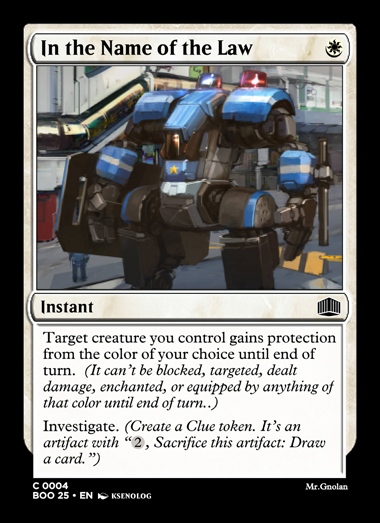 In the Name of the Law
Instant
Target creature you control gains protection
from the color of your choice until end of
turn. (It can't be blocked, targeted, dealt
damage, enchanted, or equipped by anything of
that color until end of turn..)
Investigate. (Create a Clue token. It's an
artifact with “2, Sacrifice this artifact: Draw
a card.”)
C 0004
BOO 25 • EN KSENOLOG
Mr.Gnolan